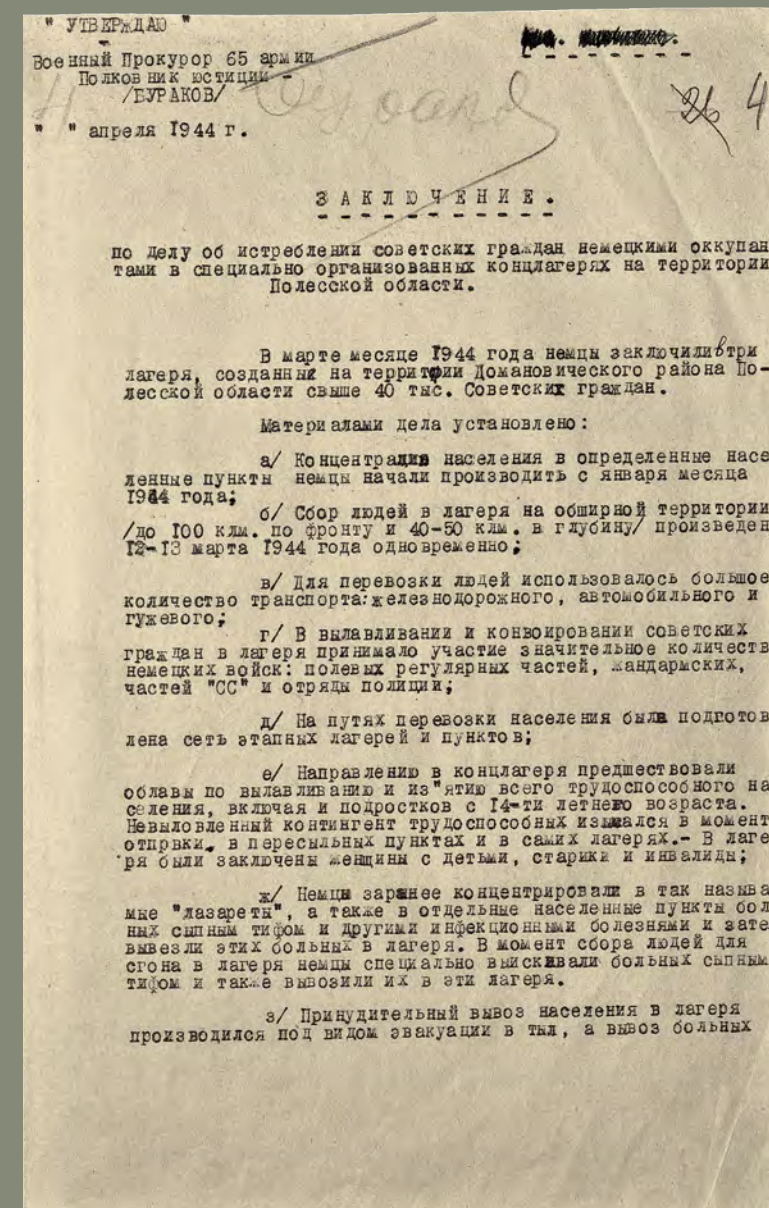 " УТВЕРЖДАЮ "
Военный Прокурор 65 армии
Полковник юстиции -
/БУРАКОВ/
" " апреля 1944 г.
26 4
ЗАКЛЮЧЕНИЕ.
по делу об истреблении советских граждан немецкими оккупан
тами в специально организованных концлагерях на территории
Полесской области.
В марте месяце 1944 года немцы заключили в три
лагеря, созданных на территории Домановического района По-
лесской области свыше 40 тыс. Советских граждан.
Материалами дела установлено:
а/ Концентрацию населения в определенные насе
ленные пункты немцы начали производить с января месяца
1944 года;
б/ Сбор людей в лагеря на обширной территории
/до 100 клм. по фронту и 40-50 клм. в глубину/ произведен
12-13 марта 1944 года одновременно;
в/ Для перевозки людей использовалось большое
количество транспорта:железнодорожного, автомобильного и
гужевого;
г/ В вылавливании и конвоировании советских
граждан в лагеря принимало участие значительное количеств
немецких войск: полевых регулярных частей, жандармских,
частей "СС" и отряды полиции;
д/ На путях перевозки населения была подготов
лена сеть этапных лагерей и пунктов;
е/ Направлению в концлагеря предшествовали
облавы по вылавливанию и из"ятию всего трудоспособного на
селения, включая и подростков с 14-ти летнего возраста.
Невыловленный контингент трудоспособных изымался в момент
отпрвки, в пересыльных пунктах и в самих лагерях.- В лаге
ря были заключены женщины с детьми, старики и инвалиды;
ж/ Немцы заранее концентрировали в так называ
мые "лазареты", а также в отдельные населенные пункты бол
ных сыпным тифом и другими инфекционными болезнями и зате
вывезли этих больных в лагеря. В момент сбора людей для
сгона в лагеря немцы специально выискивали больных сыпным
тифом и также вывозили их в эти лагеря.
з/ Принудительный вывоз населения в лагеря
производился под видом эвакуации в тыл, а вывоз больных